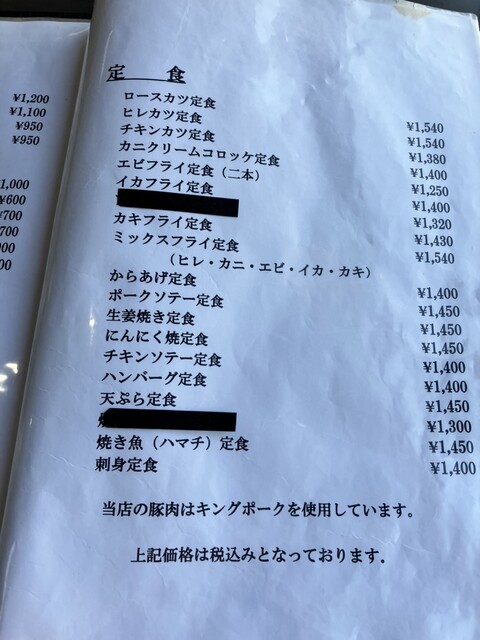 ¥1,200
¥1,100
¥950
¥950
1,000
¥600
¥700
定 食
ロースカツ定食 ¥1,540
ヒレカツ定食 ¥1,540
チキンカツ定食 ¥1,380
カニクリームコロッケ定食 ¥1,400
エビフライ定食（二本） ¥1,250
イカフライ定食 ¥1,400
¥1,320
カキフライ定食 ¥1,430
ミックスフライ定食 ¥1,540
（ヒレ・カニ・エビ・イカ・カキ）
からあげ定食 ¥1,400
ポークソテー定食 ¥1,450
生姜焼き定食 ¥1,450
にんにく焼定食 ¥1,450
チキンソテー定食 ¥1,400
ハンバーグ定食 ¥1,400
天ぷら定食 ¥1,450
¥1,300
焼き魚（ハマチ）定食 ¥1,450
刺身定食 ¥1,400
当店の豚肉はキングポークを使用しています。
上記価格は税込みとなっております．